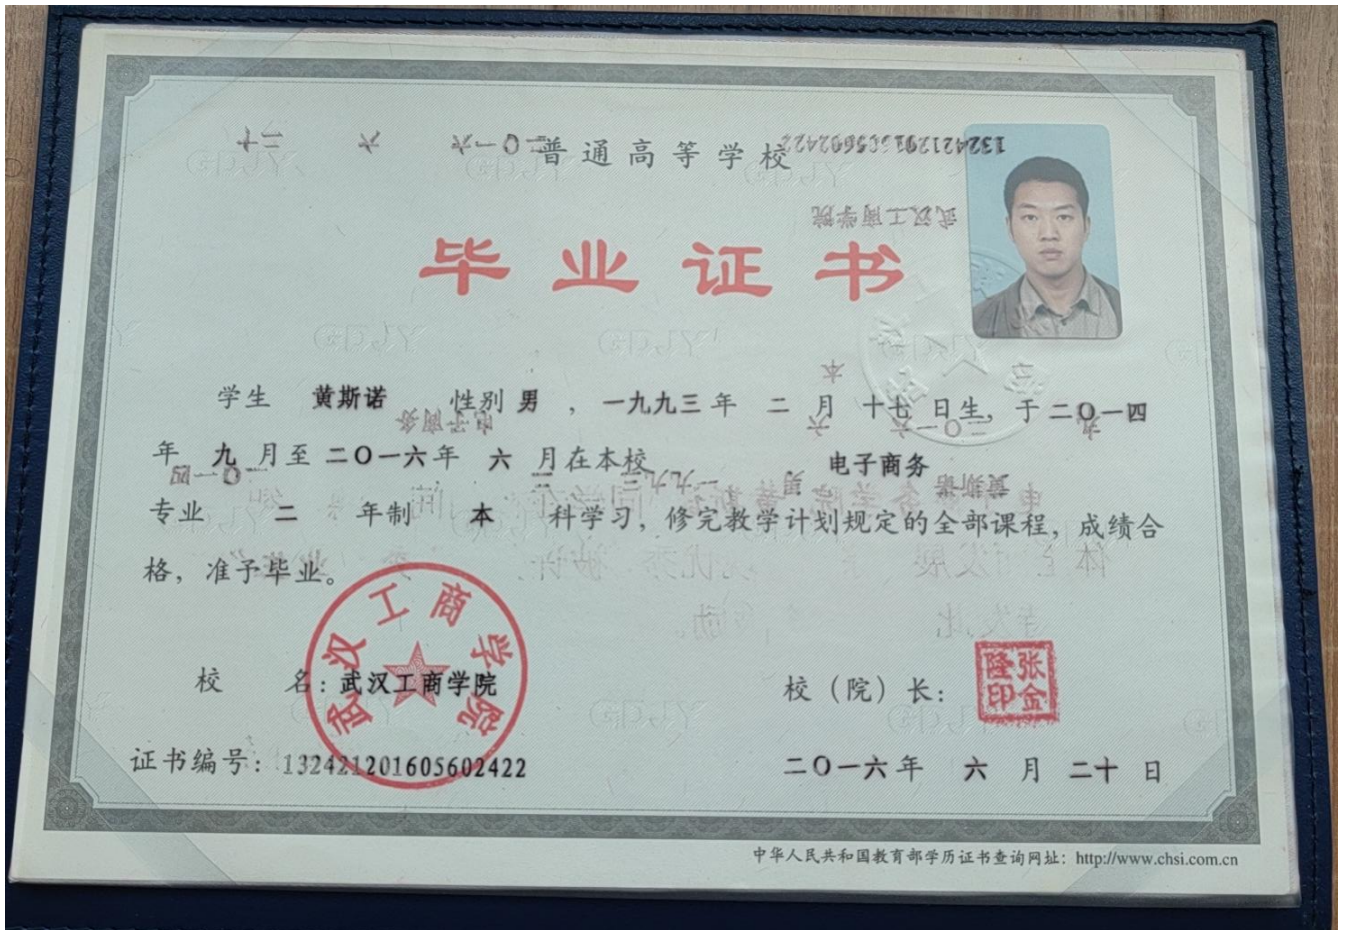 普通高等学校
毕业证书
学生 黄斯诺 性别 男 ，一九九三年 二 月 十七 日生，于二〇一四
年 九 月至二〇一六年 六 月在本校 电子商务
专业 二 年制 本 科学习，修完教学计划规定的全部课程，成绩合
格，准予毕业。
武汉工商学院
校 名：武汉工商学院
校（院）长：
张金隆印
证书编号：132421201605602422
二〇一六年 六 月 二十 日
中华人民共和国教育部学历证书查询网址：http://www.chsi.com.cn